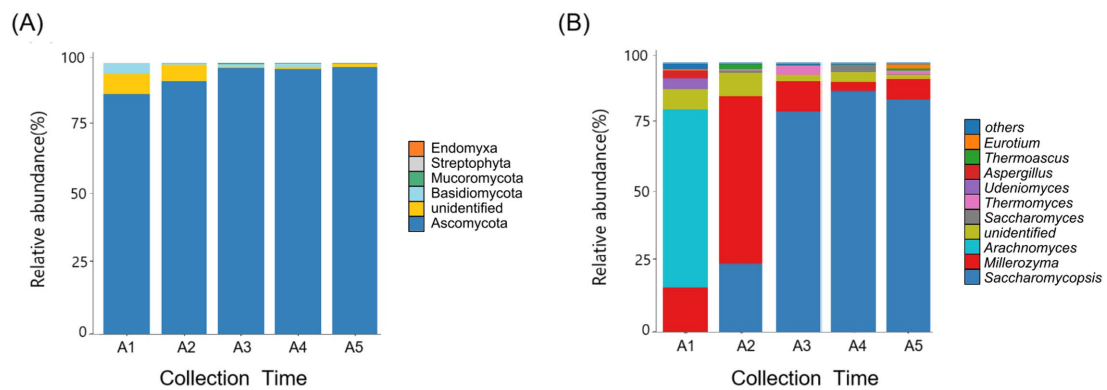 (A)
100
75
50
25
0
Relative abundance(%)
A1 A2 A3 A4 A5
Collection Time
Endomyxa
Streptophyta
Mucoromycota
Basidiomycota
unidentified
Ascomycota
(B)
100
75
50
25
0
Relative abundance(%)
A1 A2 A3 A4 A5
Collection Time
others
Eurotium
Thermoascus
Aspergillus
Udeniomyces
Thermomyces
Saccharomyces
unidentified
Arachnomyces
Millerozyma
Saccharomycopsis